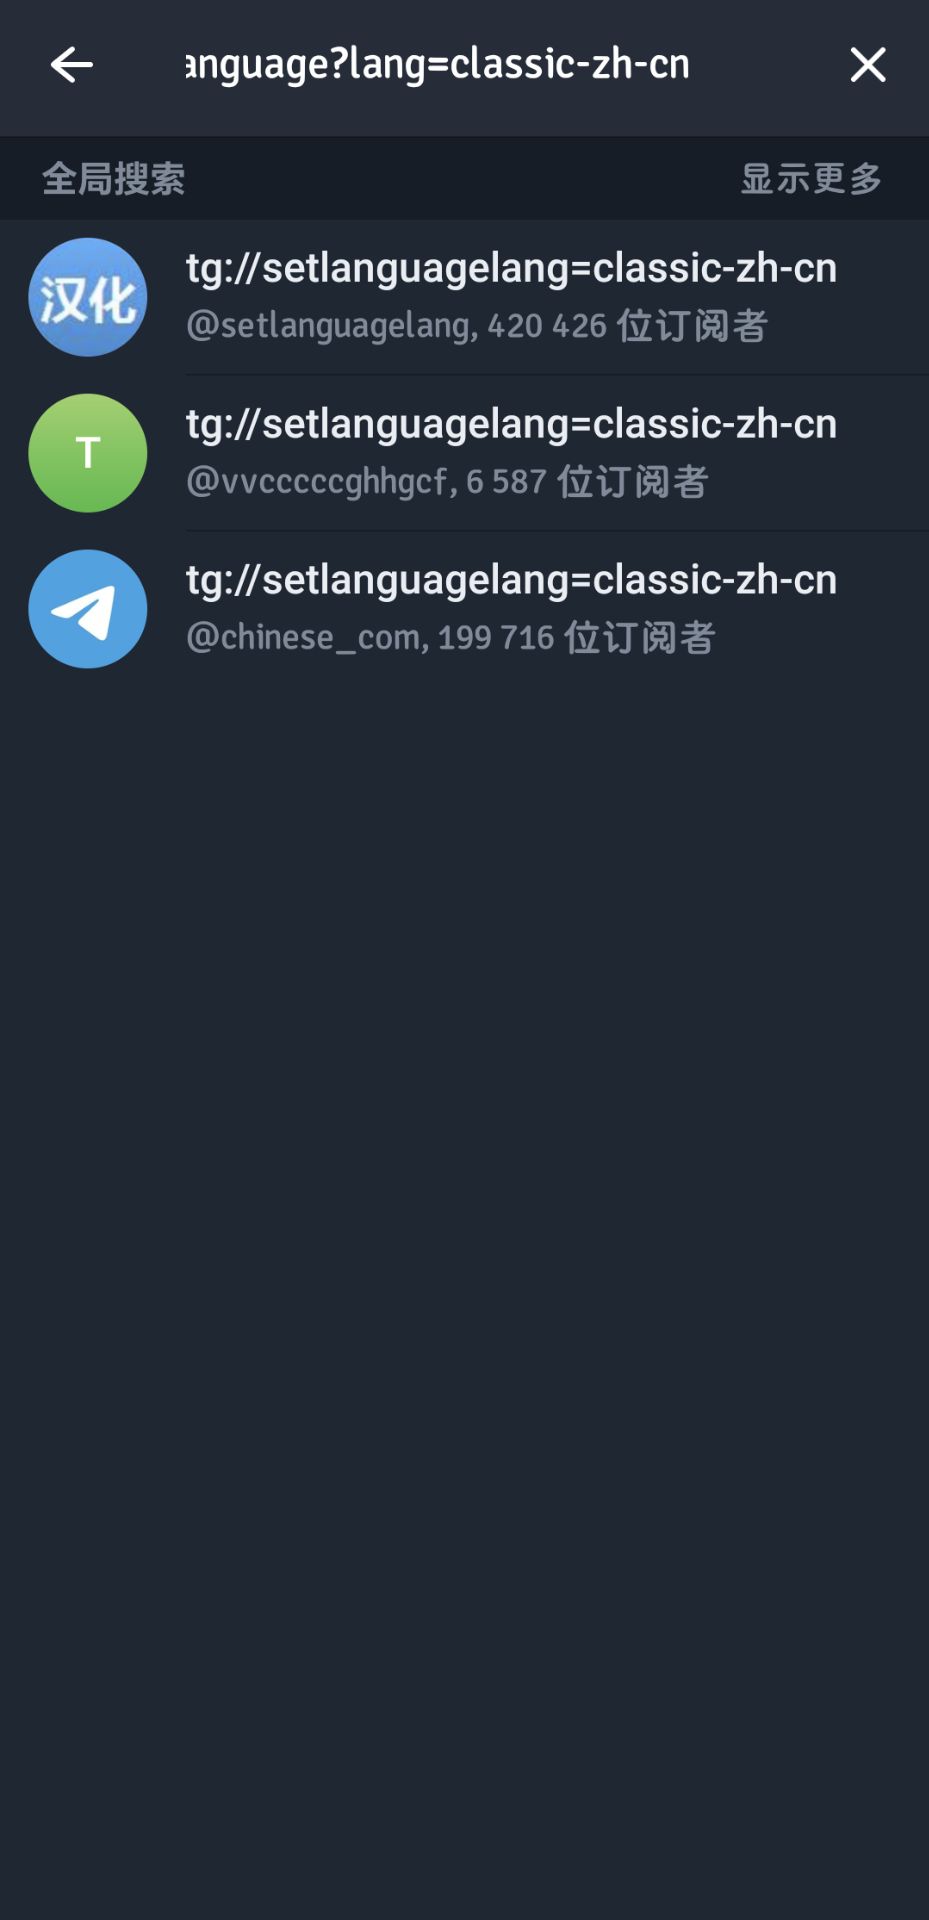 anguage?lang=classic-zh-cn
全局搜索 显示更多
汉化
tg://setlanguagelang=classic-zh-cn
@setlanguagelang, 420 426 位订阅者
T
tg://setlanguagelang=classic-zh-cn
@vvcccccghhgcf, 6 587 位订阅者
tg://setlanguagelang=classic-zh-cn
@chinese_com, 199 716 位订阅者